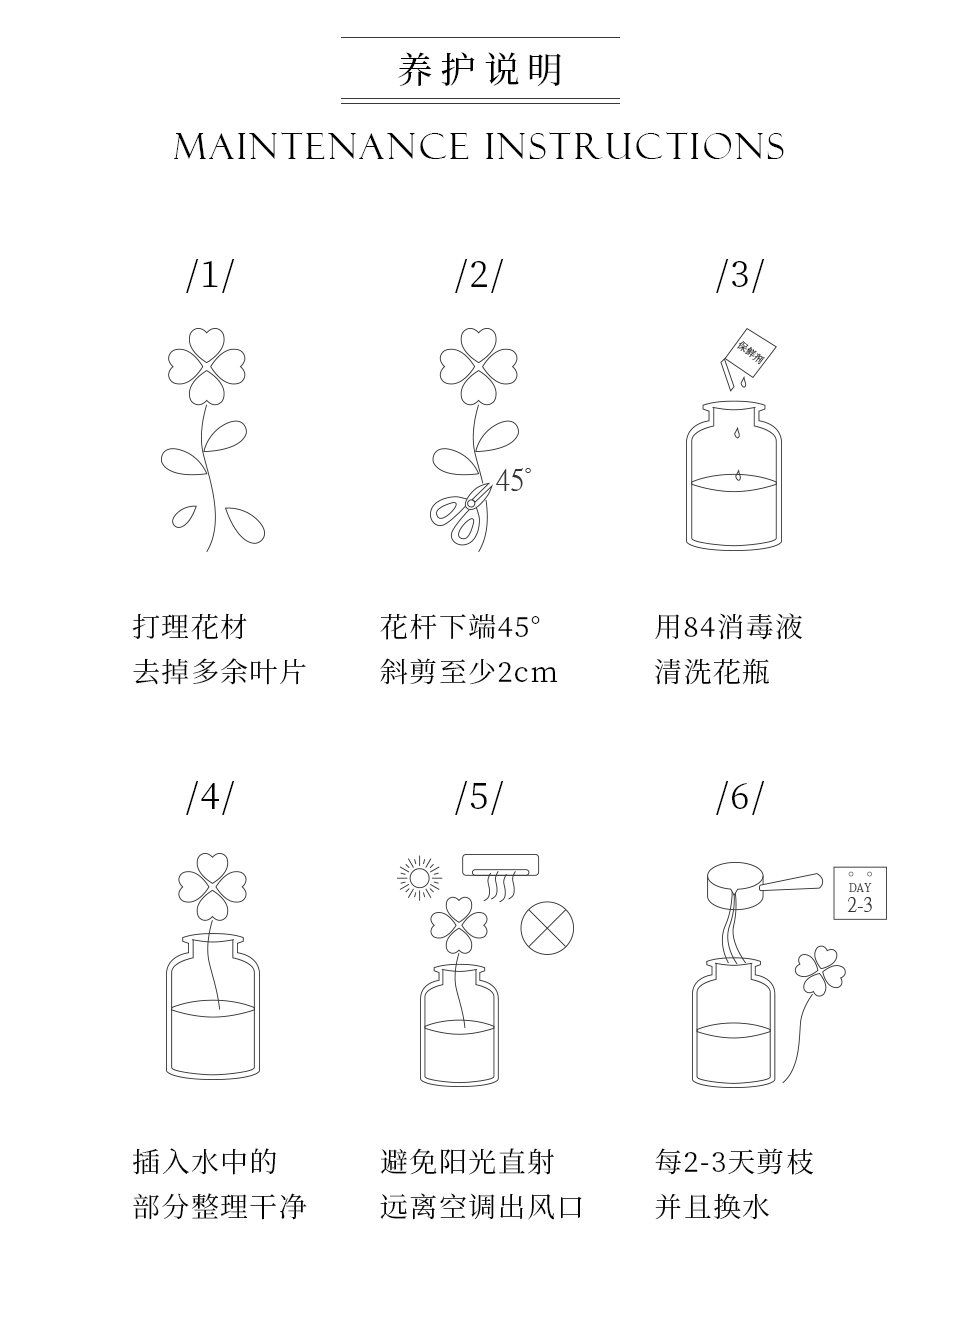 养护说明
MAINTENANCE INSTRUCTIONS
/1/
/2/
/3/
保鲜剂
45°
打理花材
去掉多余叶片
花杆下端45°
斜剪至少2cm
用84消毒液
清洗花瓶
/4/
/5/
/6/
DAY
2-3
插入水中的
部分整理干净
避免阳光直射
远离空调出风口
每2-3天剪枝
并且换水